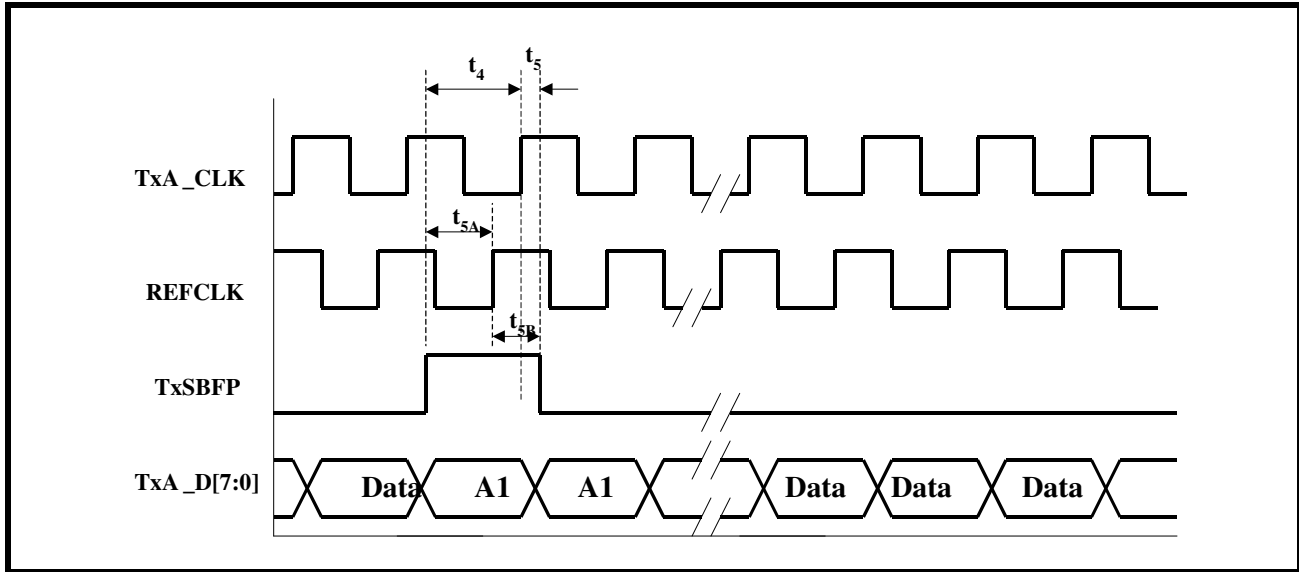 t4
t5
TxA_CLK
t5A
REFCLK
t5B
TxSBFP
TxA_D[7:0]
Data
A1
A1
Data
Data
Data